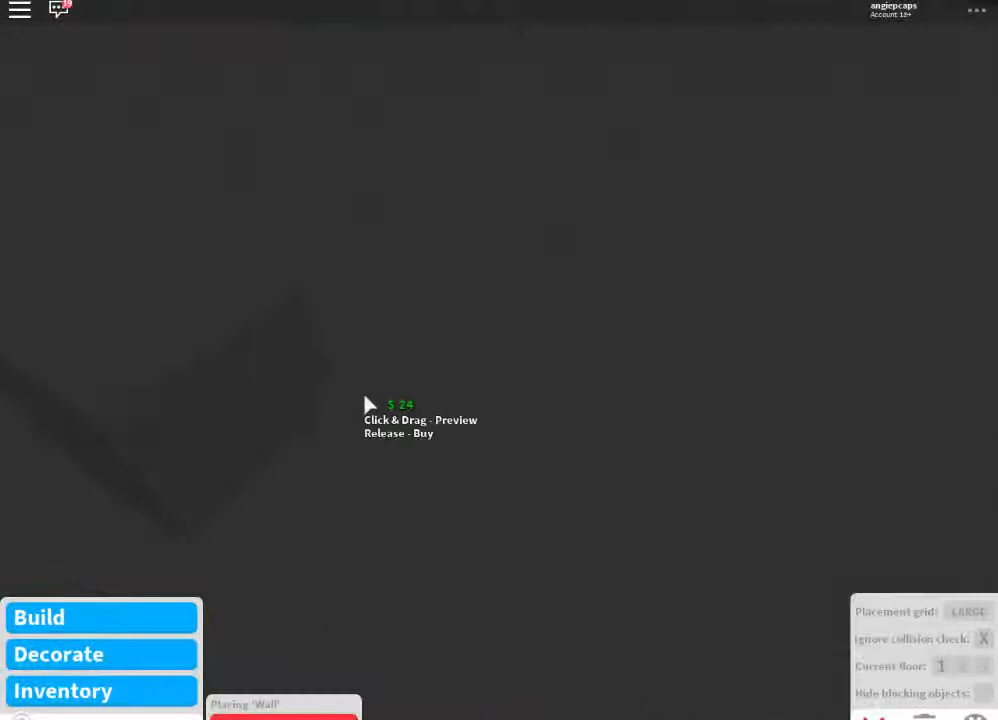 19
angiepcaps
Account: 13+
$ 24
Click & Drag - Preview
Release - Buy
Build
Decorate
Inventory
Placing 'Wall'
Placement grid: LARGE
Ignore collision check: X
Current floor: 1
Hide blocking objects: